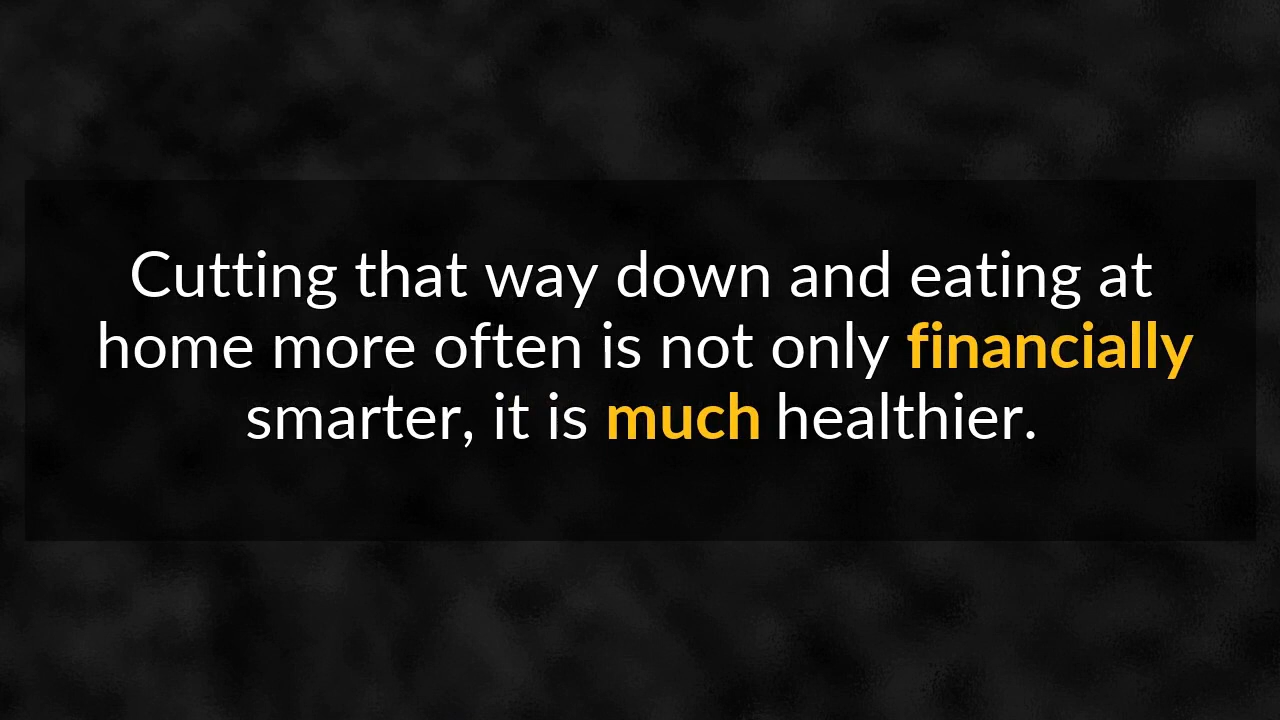 Cutting that way down and eating at
home more often is not only financially
smarter, it is much healthier.